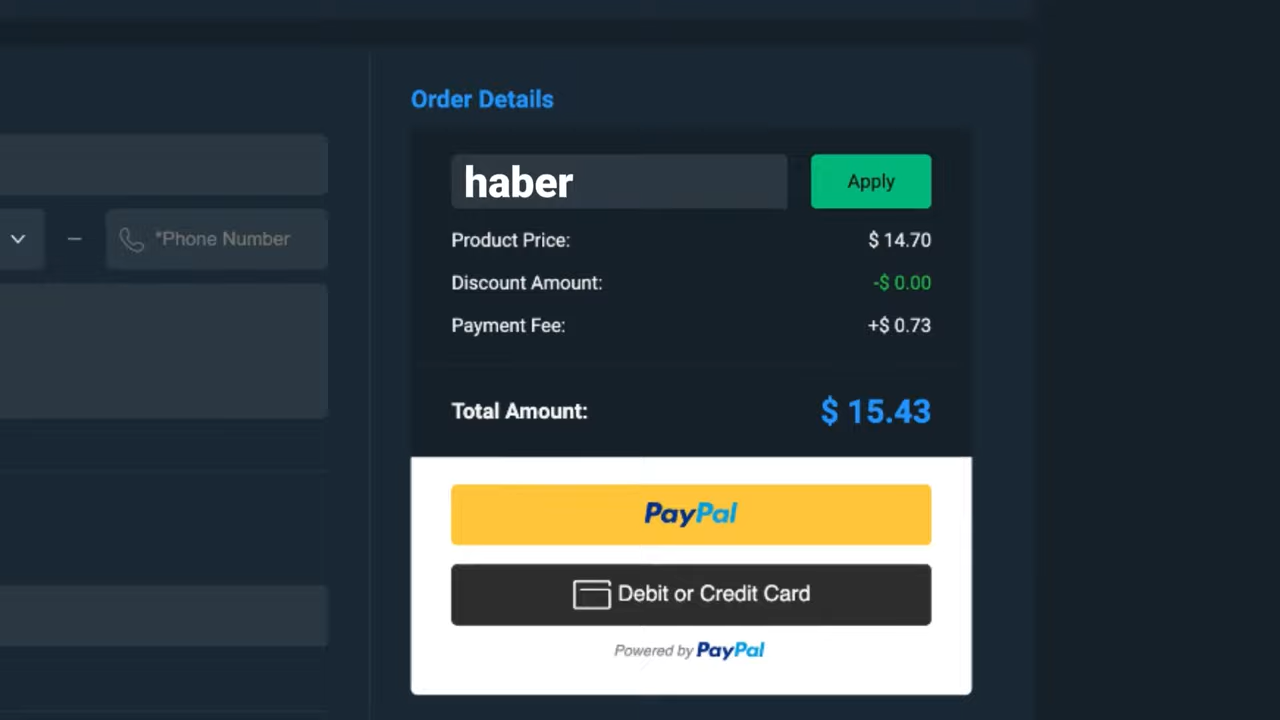 Order Details
haber
Apply
*Phone Number
Product Price:
$ 14.70
Discount Amount:
-$ 0.00
Payment Fee:
+$ 0.73
Total Amount:
$ 15.43
PayPal
Debit or Credit Card
Powered by PayPal